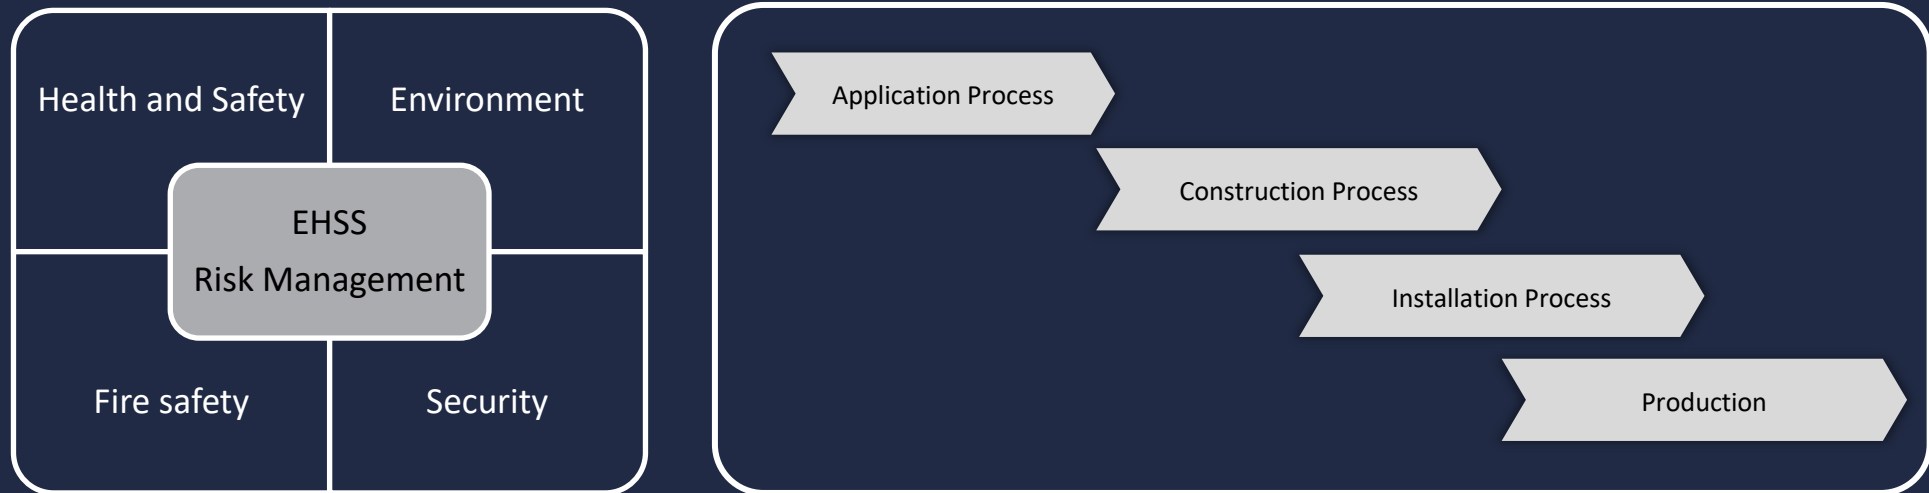 Health and Safety
Environment
EHSS
Risk Management
Fire safety
Security
Application Process
Construction Process
Installation Process
Production